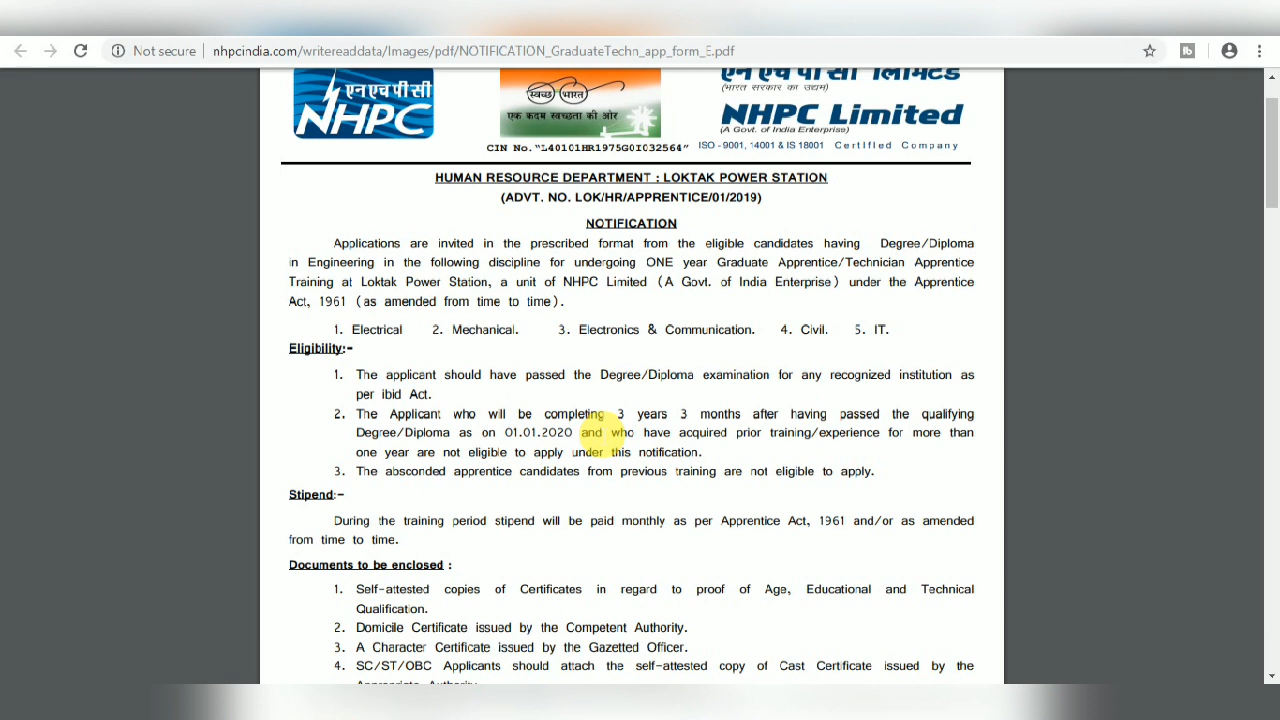 Not secure nhpcindia.com/writereaddata/Images/pdf/NOTIFICATION_GraduateTechn_app_form_E.pdf
एन एच पी सी
NHPC
स्वच्छ भारत
एक कदम स्वच्छता की ओर
एन एच पी सी लिमिटेड
(भारत सरकार का उद्यम)
NHPC Limited
(A Govt. of India Enterprise)
CIN No."L40101HR1975GOI032564"
ISO - 9001, 14001 & IS 18001 Certified Company
HUMAN RESOURCE DEPARTMENT : LOKTAK POWER STATION
(ADVT. NO. LOK/HR/APPRENTICE/01/2019)
NOTIFICATION
Applications are invited in the prescribed format from the eligible candidates having Degree/Diploma
in Engineering in the following discipline for undergoing ONE year Graduate Apprentice/Technician Apprentice
Training at Loktak Power Station, a unit of NHPC Limited (A Govt. of India Enterprise) under the Apprentice
Act, 1961 (as amended from time to time).
1. Electrical 2. Mechanical. 3. Electronics & Communication. 4. Civil. 5. IT.
Eligibility:-
1. The applicant should have passed the Degree/Diploma examination for any recognized institution as
per ibid Act.
2. The Applicant who will be completing 3 years 3 months after having passed the qualifying
Degree/Diploma as on 01.01.2020 and who have acquired prior training/experience for more than
one year are not eligible to apply under this notification.
3. The absconded apprentice candidates from previous training are not eligible to apply.
Stipend:-
During the training period stipend will be paid monthly as per Apprentice Act, 1961 and/or as amended
from time to time.
Documents to be enclosed :
1. Self-attested copies of Certificates in regard to proof of Age, Educational and Technical
Qualification.
2. Domicile Certificate issued by the Competent Authority.
3. A Character Certificate issued by the Gazetted Officer.
4. SC/ST/OBC Applicants should attach the self-attested copy of Cast Certificate issued by the